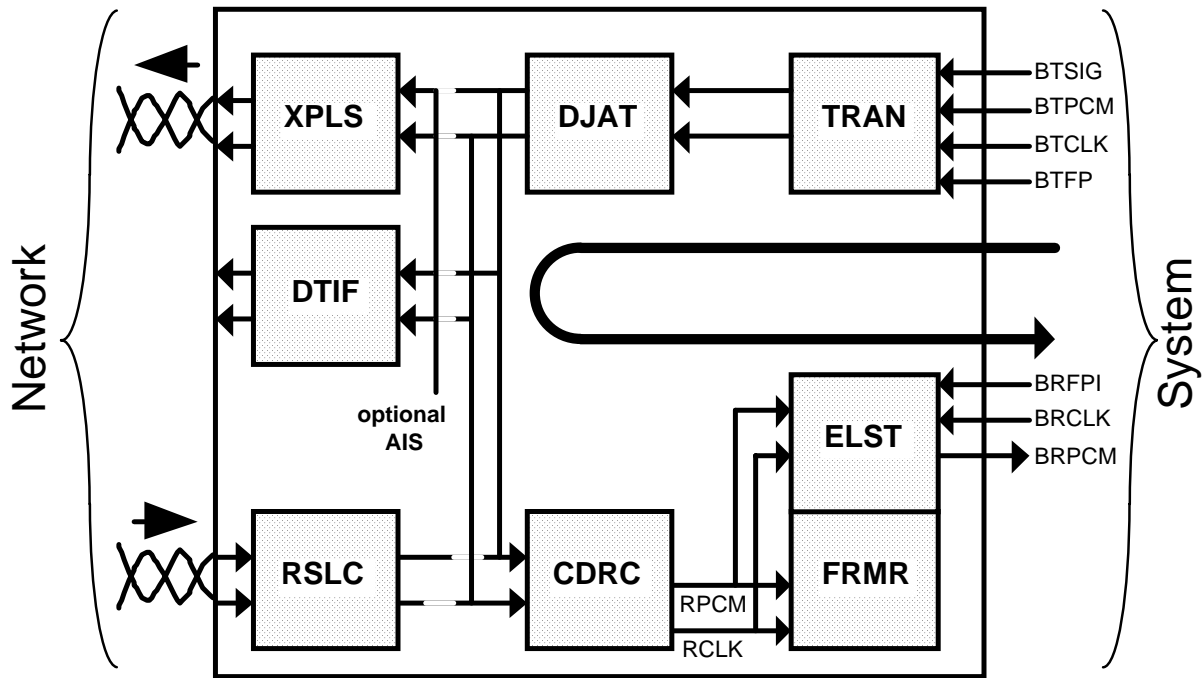 XPLS
DJAT
TRAN
BTSIG
BTPCM
BTCLK
BTFP
Network
DTIF
System
optional
AIS
ELST
BRFPI
BRCLK
BRPCM
RSLC
CDRC
FRMR
RPCM
RCLK